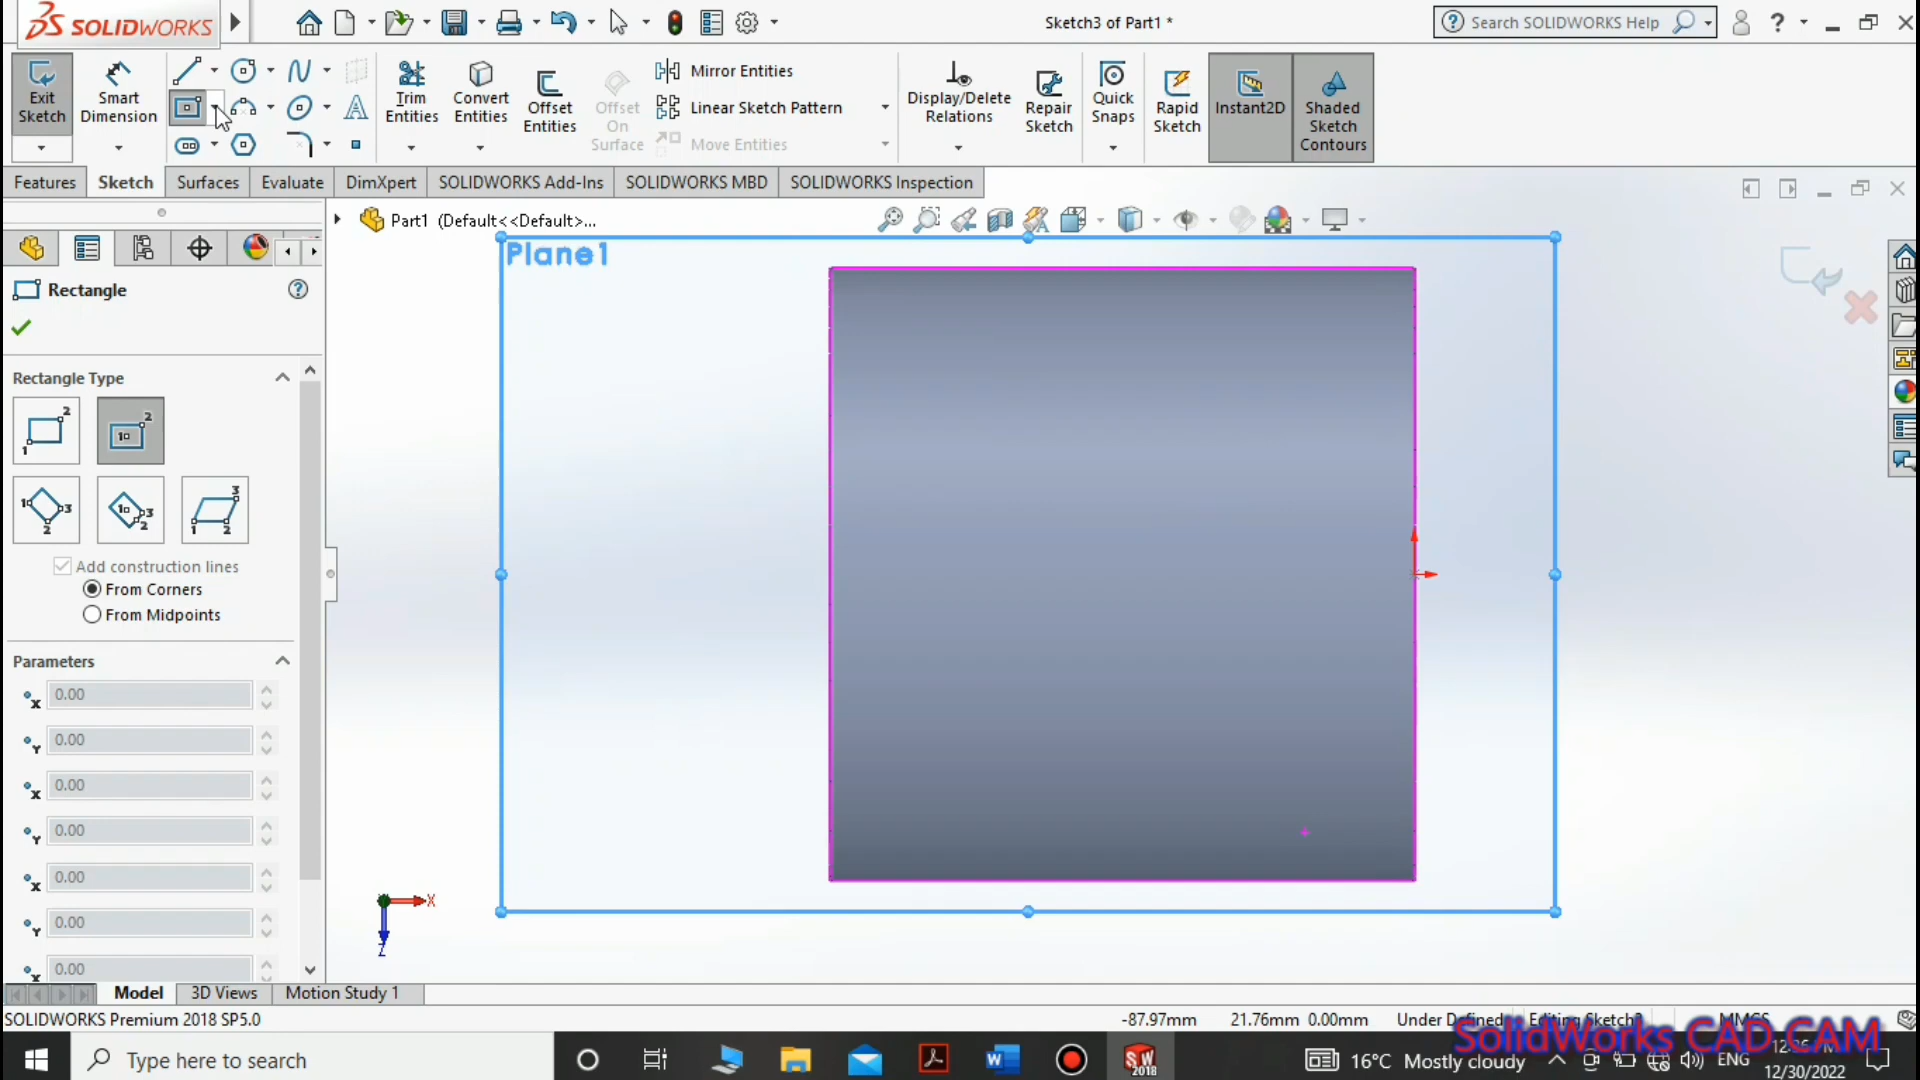 SOLIDWORKS
Sketch3 of Part1 *
Search SOLIDWORKS Help
Exit Sketch
Smart Dimension
Trim Entities
Convert Entities
Offset Entities
Offset On Surface
Mirror Entities
Linear Sketch Pattern
Move Entities
Display/Delete Relations
Repair Sketch
Quick Snaps
Rapid Sketch
Instant2D
Shaded Sketch Contours
Features Sketch Surfaces Evaluate DimXpert SOLIDWORKS Add-Ins SOLIDWORKS MBD SOLIDWORKS Inspection
Part1 (Default<<Default>...
Plane1
Rectangle
Rectangle Type
Add construction lines
From Corners
From Midpoints
Parameters
0.00
0.00
0.00
0.00
0.00
0.00
0.00
X
Z
Model 3D Views Motion Study 1
SOLIDWORKS Premium 2018 SP5.0
-87.97mm 21.76mm 0.00mm Under Defined
SolidWorks CAD CAM
Type here to search
16°C Mostly cloudy
ENG
12/30/2022